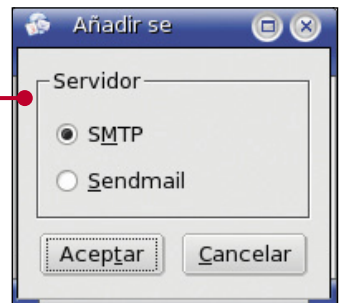 Añadir se
Servidor
SMTP
Sendmail
Aceptar
Cancelar